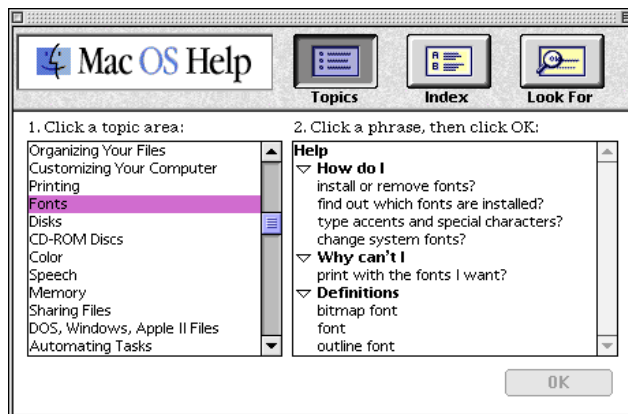 Mac OS Help
Topics
Index
Look For
1. Click a topic area:
Organizing Your Files
Customizing Your Computer
Printing
Fonts
Disks
CD-ROM Discs
Color
Speech
Memory
Sharing Files
DOS, Windows, Apple II Files
Automating Tasks
2. Click a phrase, then click OK:
Help
How do I
install or remove fonts?
find out which fonts are installed?
type accents and special characters?
change system fonts?
Why can't I
print with the fonts I want?
Definitions
bitmap font
font
outline font
OK